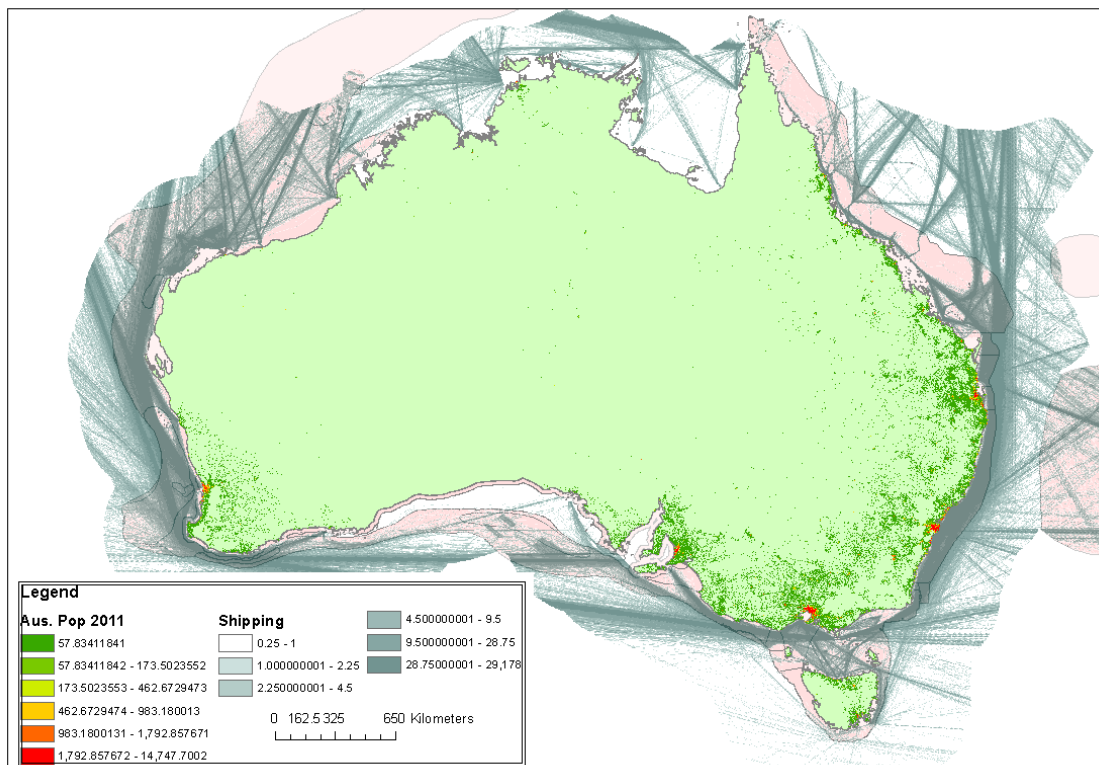 Legend
Aus. Pop 2011
57.83411841
57.83411842 - 173.5023552
173.5023553 - 462.6729474
462.6729474 - 983.180013
983.1800131 - 1,792.857671
1,792.857672 - 14,747.7002
Shipping
0.25 - 1
1.000000001 - 2.25
2.250000001 - 4.5
4.500000001 - 9.5
9.500000001 - 28.75
28.75000001 - 29,178
0 162.5 325 650 Kilometers